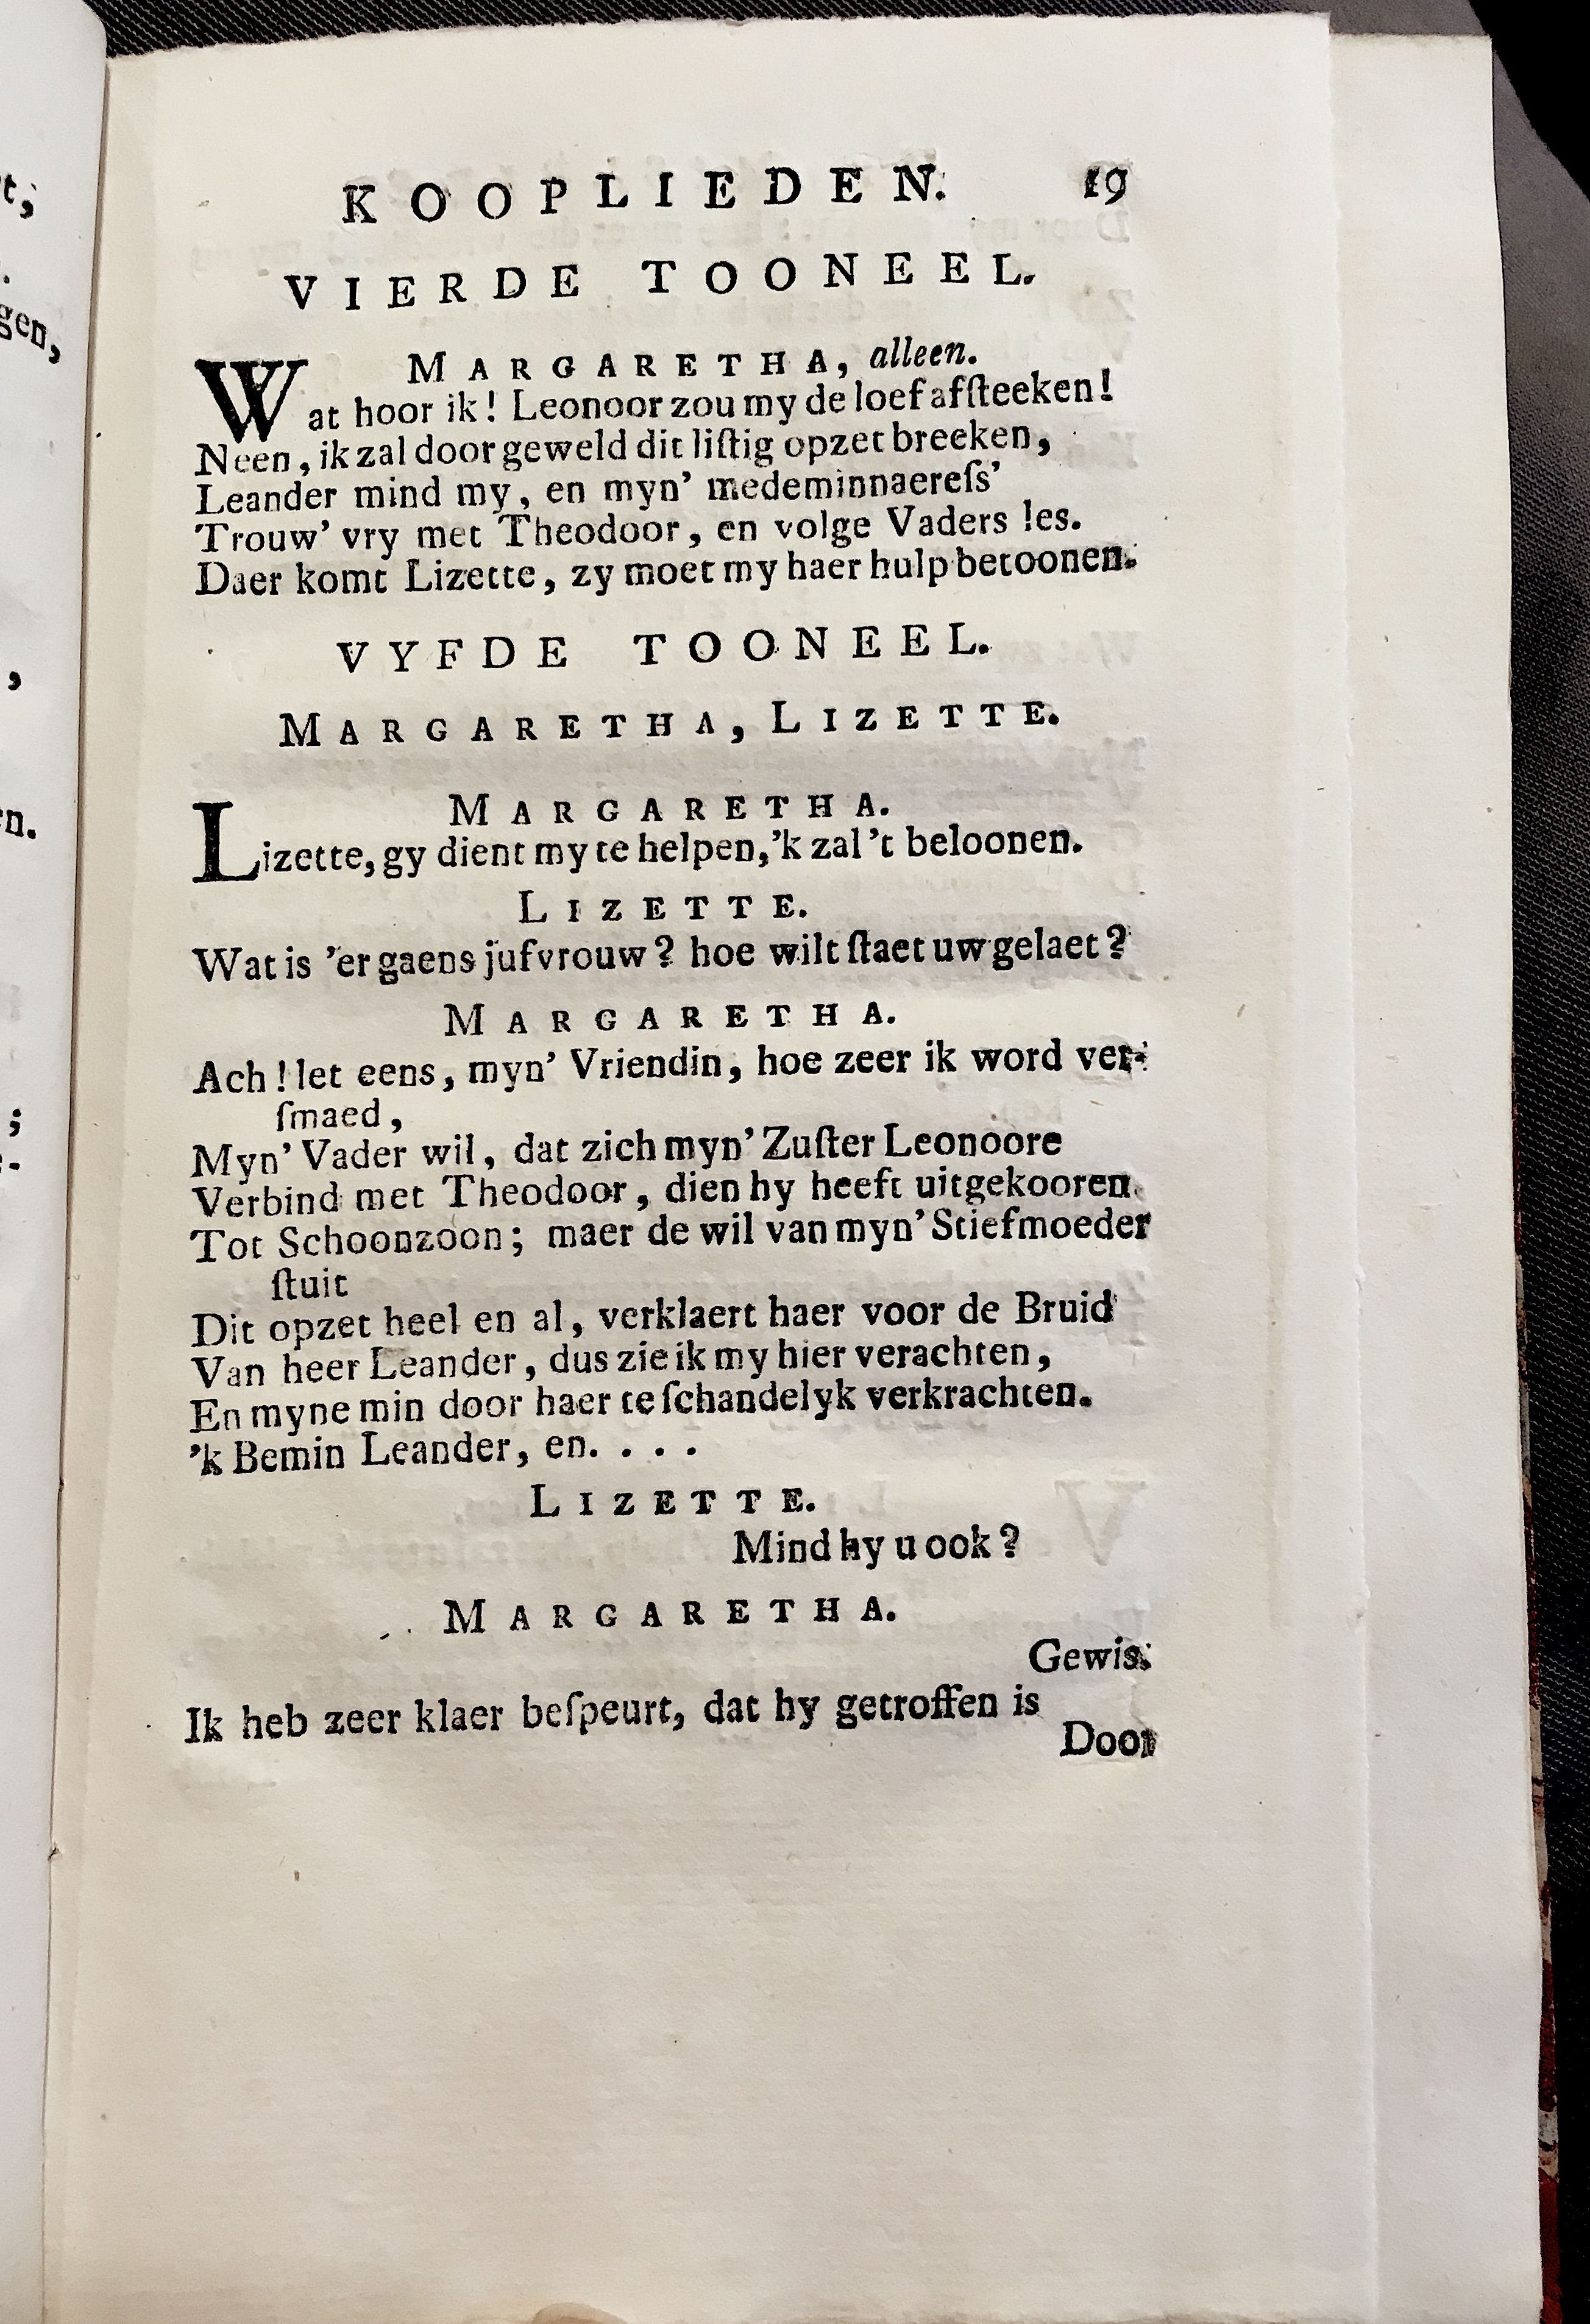 KOOPLIEDEN. 19
VIERDE TOONEEL.
MARGARETHA, alleen.
Wat hoor ik! Leonoor zou my de loef afſteeken!
Neen, ik zal door geweld dit liſtig opzet breeken,
Leander mind my, en myn' medeminnaereſs'
Trouw' vry met Theodoor, en volge Vaders les.
Daer komt Lizette, zy moet my haer hulp betoonen.
VYFDE TOONEEL.
MARGARETHA, LIZETTE.
MARGARETHA.
Lizette, gy dient my te helpen, 'k zal 't beloonen.
LIZETTE.
Wat is 'er gaens jufvrouw? hoe wilt ſtaet uw gelaet?
MARGARETHA.
Ach! let eens, myn' Vriendin, hoe zeer ik word ver-
ſmaed,
Myn' Vader wil, dat zich myn' Zuſter Leonoore
Verbind met Theodoor, dien hy heeft uitgekooren
Tot Schoonzoon; maer de wil van myn' Stiefmoeder
ſtuit
Dit opzet heel en al, verklaert haer voor de Bruid
Van heer Leander, dus zie ik my hier verachten,
En myne min door haer te ſchandelyk verkrachten.
'k Bemin Leander, en. . . .
LIZETTE.
Mind hy u ook?
MARGARETHA.
Gewis.
Ik heb zeer klaer beſpeurt, dat hy getroffen is
Door